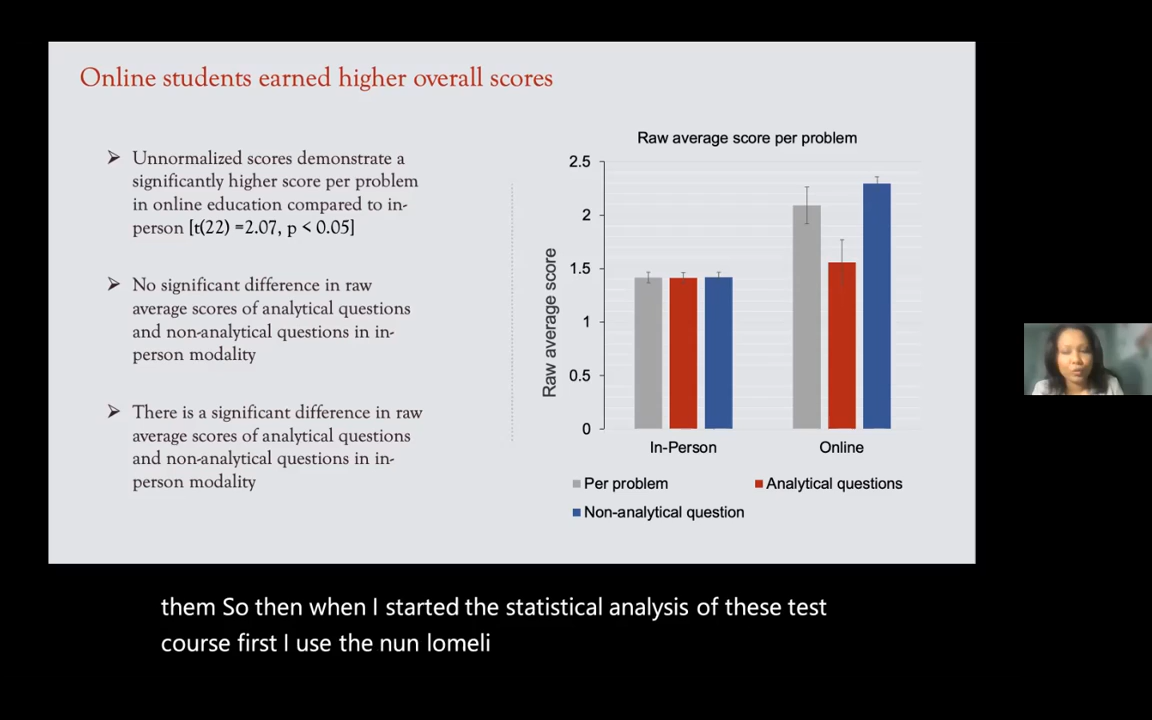 Online students earned higher overall scores
Unnormalized scores demonstrate a
significantly higher score per problem
in online education compared to in-
person [t(22) =2.07, p < 0.05]
No significant difference in raw
average scores of analytical questions
and non-analytical questions in in-
person modality
There is a significant difference in raw
average scores of analytical questions
and non-analytical questions in in-
person modality
Raw average score per problem
Raw average score
2.5
2
1.5
1
0.5
0
In-Person
Online
Per problem
Analytical questions
Non-analytical question
them So then when I started the statistical analysis of these test
course first I use the nun lomeli